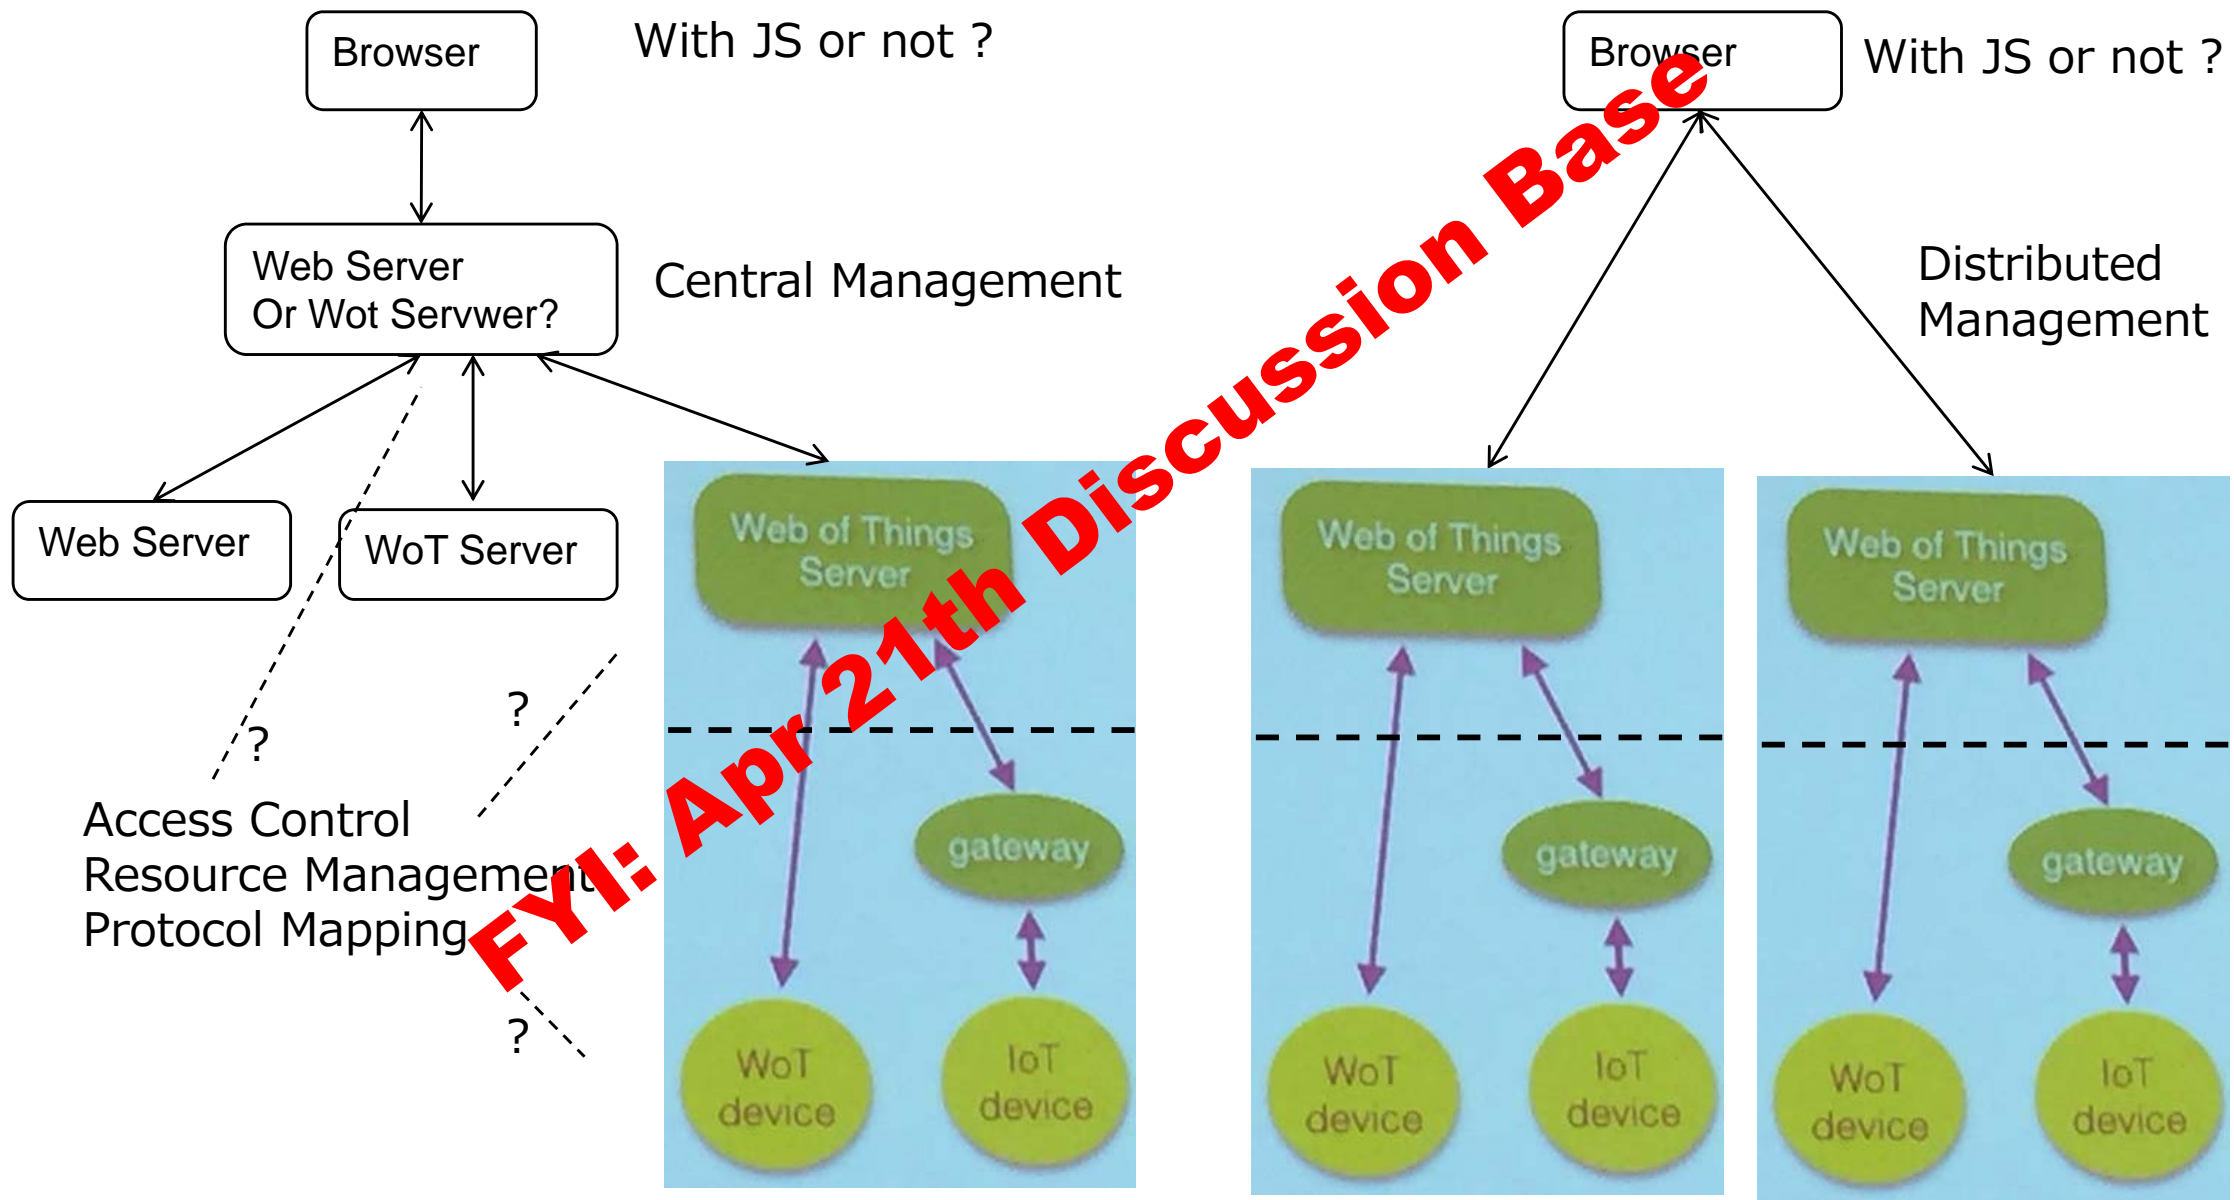 Browser
With JS or not ?
Browser
With JS or not ?
Web Server
Or Wot Servwer?
Central Management
Distributed
Management
Web Server
WoT Server
Web of Things
Server
Web of Things
Server
Web of Things
Server
?
?
Access Control
Resource Management
Protocol Mapping
?
gateway
gateway
gateway
WoT
device
IoT
device
WoT
device
IoT
device
WoT
device
IoT
device
FYI: Apr 21th Discussion Base